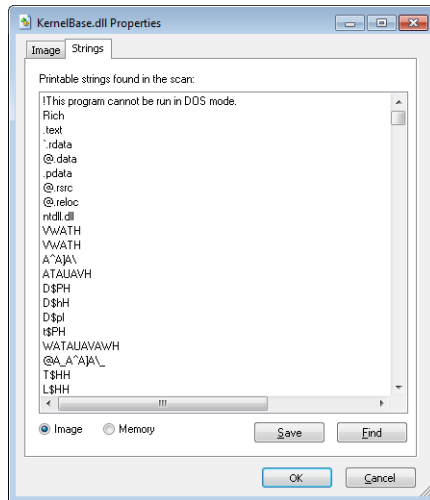 KernelBase.dll Properties
Image Strings
Printable strings found in the scan:
!This program cannot be run in DOS mode.
Rich
.text
`.rdata
@.data
.pdata
@.rsrc
@.reloc
ntdll.dll
VWATH
VWATH
A^A]A\
ATAUAVH
D$PH
D$hH
D$pI
t$PH
WATAUAVAWH
@A_A^A]A\_
T$HH
L$HH
Image Memory Save Find
OK Cancel